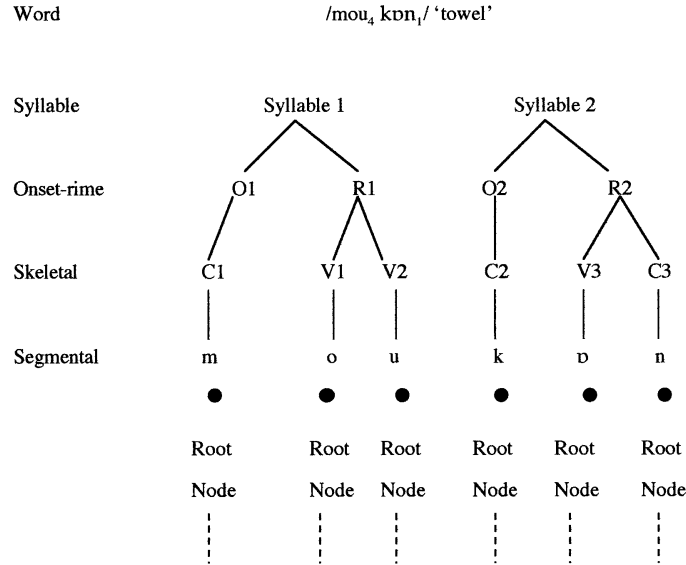 Word /mou₄ kɒn₁/ ‘towel’
Syllable Syllable 1 Syllable 2
Onset-rime O1 R1 O2 R2
Skeletal C1 V1 V2 C2 V3 C3
Segmental m o u k ɒ n
Root Root Root Root Root Root
Node Node Node Node Node Node